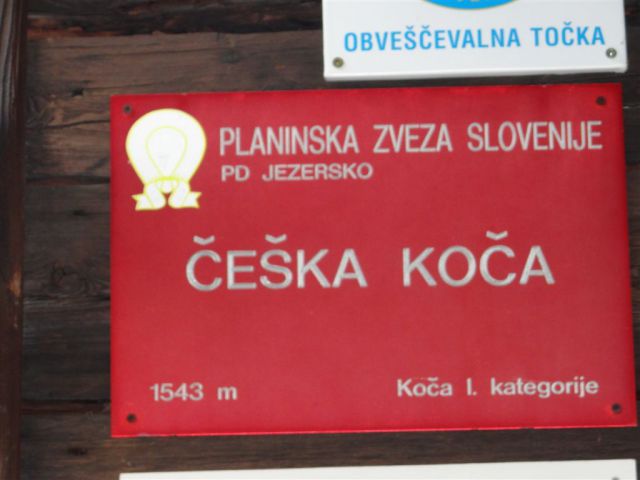 OBVEŠČEVALNA TOČKA
PLANINSKA ZVEZA SLOVENIJE
PD JEZERSKO
ČEŠKA KOČA
1543 m
Koča I. kategorije